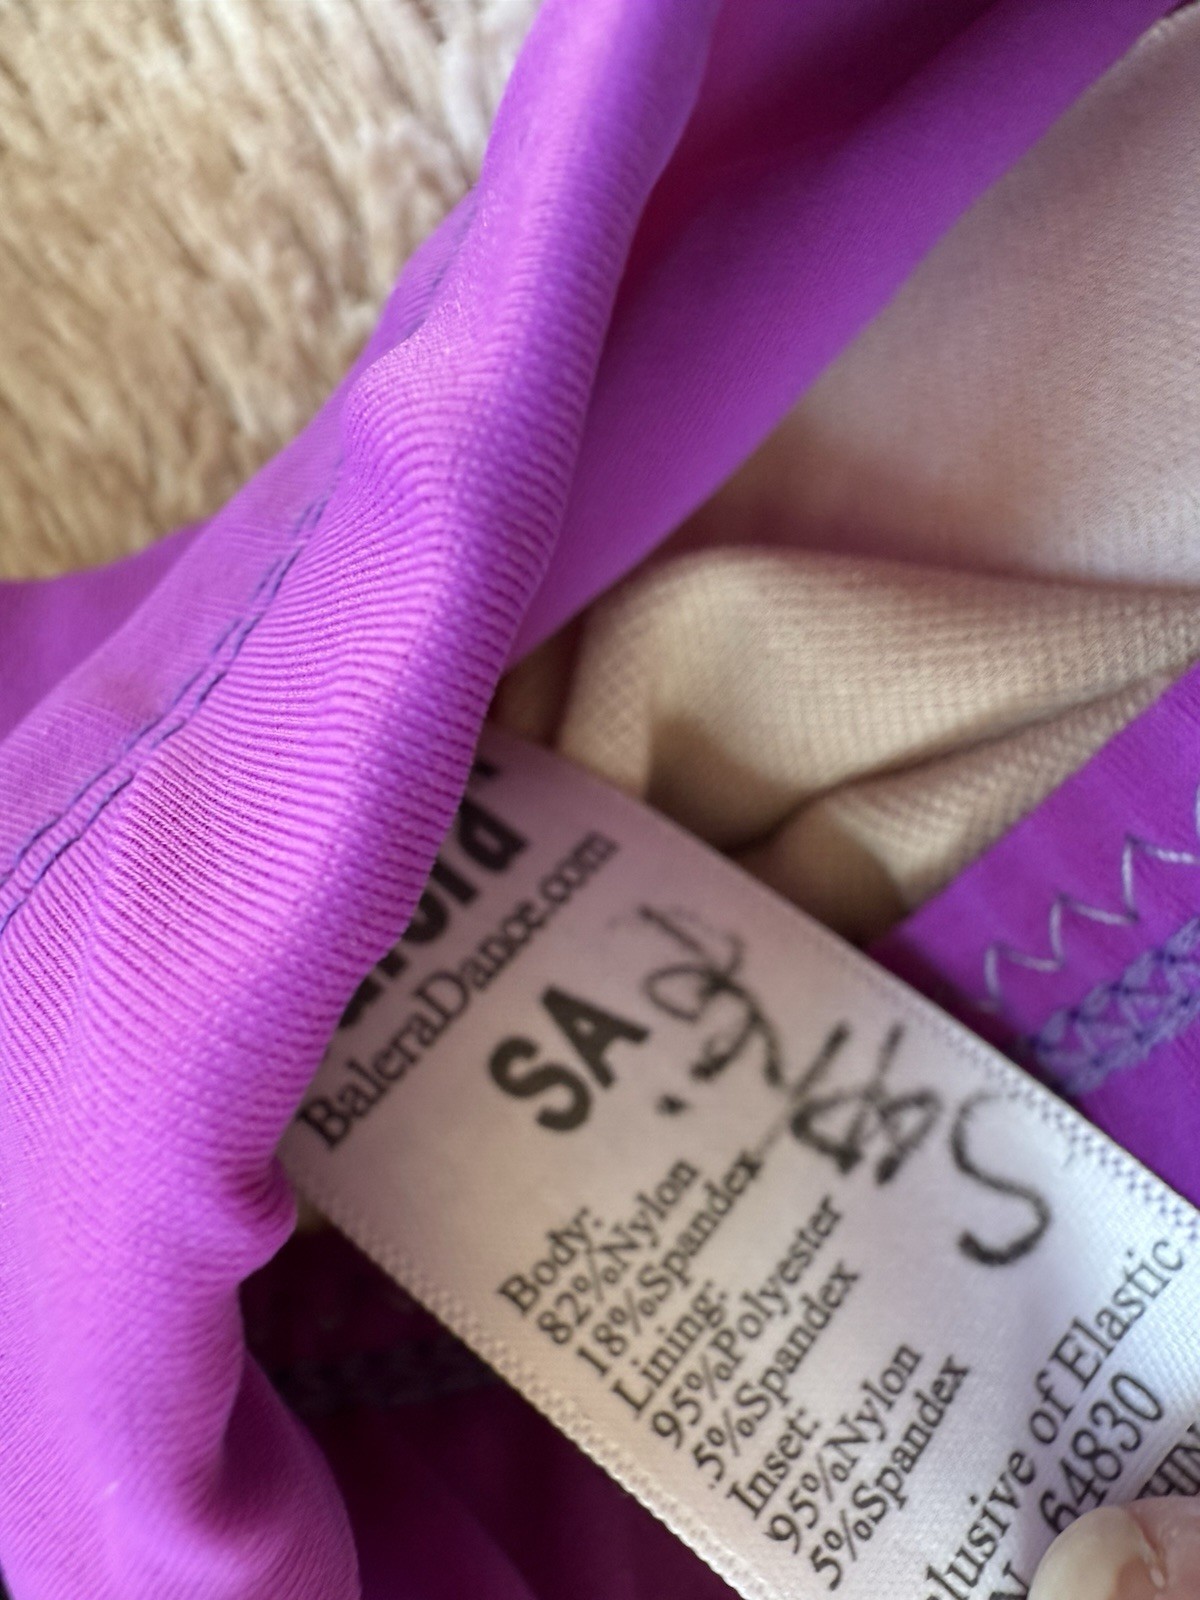 BaleraDance.com
SA
S
Body:
82%Nylon
18%Spandex
Lining:
95%Polyester
5%Spandex
Inset:
95%Nylon
5%Spandex
of Elastic
64830